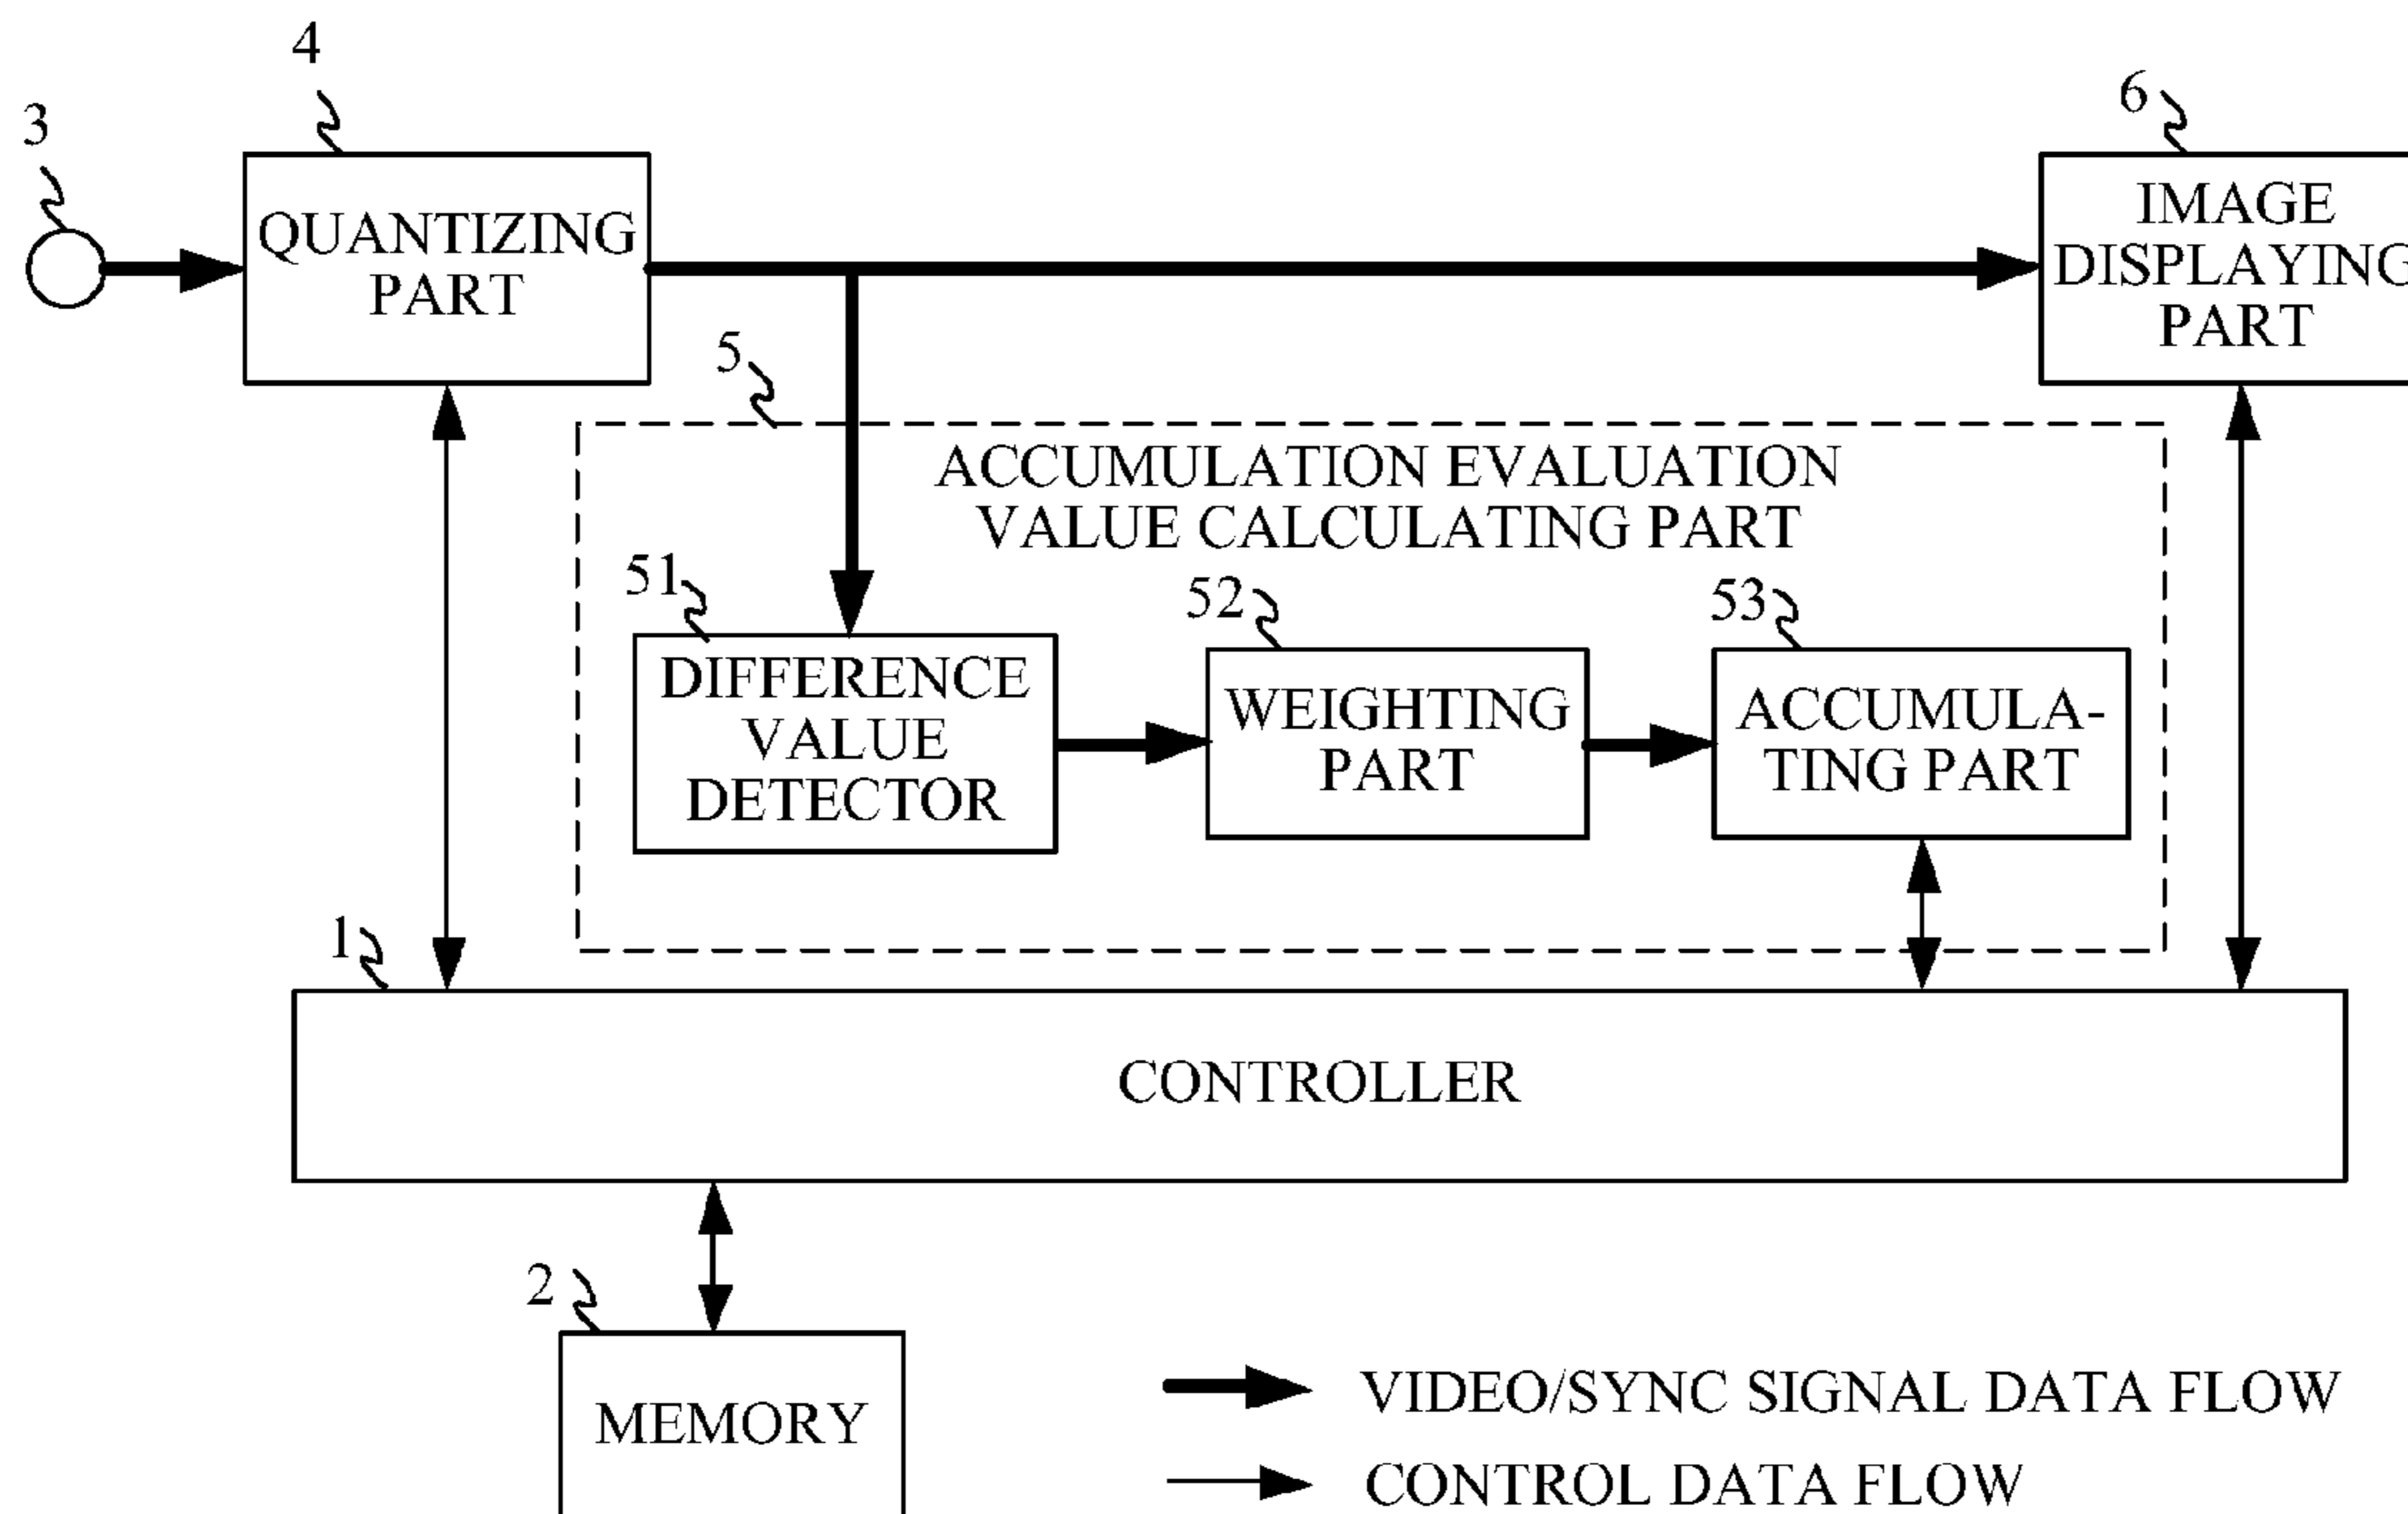 4
3
6
QUANTIZING
PART
IMAGE
DISPLAYING
PART
5
ACCUMULATION EVALUATION
VALUE CALCULATING PART
51
52
53
DIFFERENCE
VALUE
DETECTOR
WEIGHTING
PART
ACCUMULA-
TING PART
1
CONTROLLER
2
MEMORY
VIDEO/SYNC SIGNAL DATA FLOW
CONTROL DATA FLOW